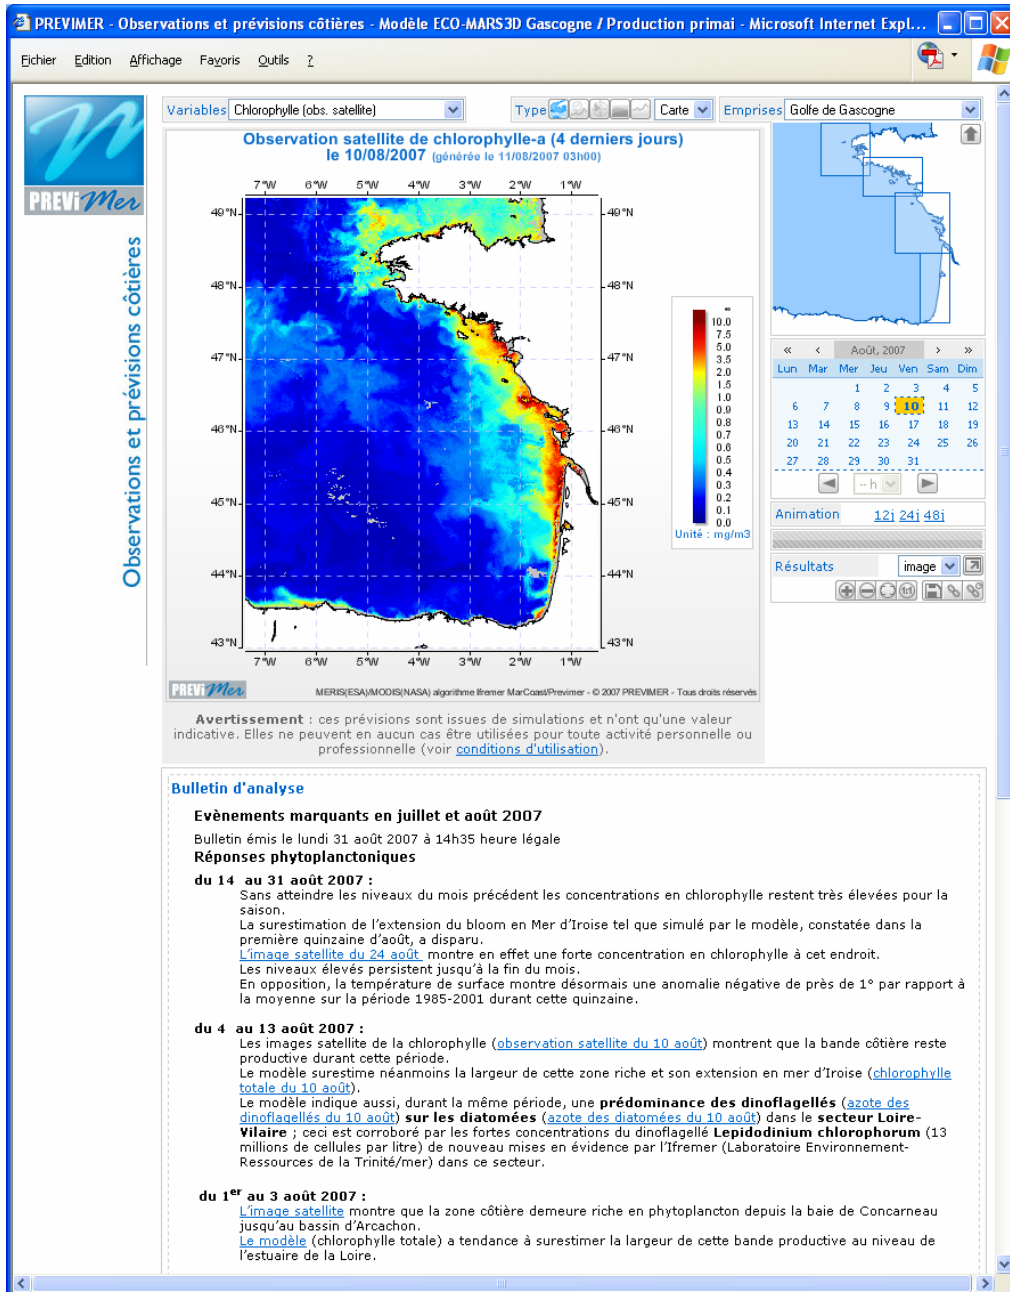 PREVIMER - Observations et prévisions côtières - Modèle ECO-MARS3D Gascogne / Production primai - Microsoft Internet Expl...
Fichier Edition Affichage Favoris Outils ?
PREViMer
Observations et prévisions côtières
Variables Chlorophylle (obs. satellite) Type Carte Emprises Golfe de Gascogne
Observation satellite de chlorophylle-a (4 derniers jours)
le 10/08/2007 (générée le 11/08/2007 03h00)
7°W 6°W 5°W 4°W 3°W 2°W 1°W
49°N 49°N
48°N 48°N
47°N 47°N
46°N 46°N
45°N 45°N
44°N 44°N
43°N 43°N
7°W 6°W 5°W 4°W 3°W 2°W 1°W
∞
10.0
7.5
5.0
3.5
2.0
1.5
1.0
0.9
0.8
0.7
0.6
0.5
0.4
0.3
0.2
0.1
0.0
Unité : mg/m3
PREViMer MERIS(ESA)/MODIS(NASA) algorithme Ifremer MarCoast/Previmer - © 2007 PREVIMER - Tous droits réservés
« ‹ Août, 2007 › »
Lun Mar Mer Jeu Ven Sam Dim
1 2 3 4 5
6 7 8 9 10 11 12
13 14 15 16 17 18 19
20 21 22 23 24 25 26
27 28 29 30 31
-- h
Animation 12j 24j 48j
Résultats image
1:1
Avertissement : ces prévisions sont issues de simulations et n'ont qu'une valeur
indicative. Elles ne peuvent en aucun cas être utilisées pour toute activité personnelle ou
professionnelle (voir conditions d'utilisation).
Bulletin d'analyse
Evènements marquants en juillet et août 2007
Bulletin émis le lundi 31 août 2007 à 14h35 heure légale
Réponses phytoplanctoniques
du 14 au 31 août 2007 :
Sans atteindre les niveaux du mois précédent les concentrations en chlorophylle restent très élevées pour la
saison.
La surestimation de l'extension du bloom en Mer d'Iroise tel que simulé par le modèle, constatée dans la
première quinzaine d'août, a disparu.
L'image satellite du 24 août montre en effet une forte concentration en chlorophylle à cet endroit.
Les niveaux élevés persistent jusqu'à la fin du mois.
En opposition, la température de surface montre désormais une anomalie négative de près de 1° par rapport à
la moyenne sur la période 1985-2001 durant cette quinzaine.
du 4 au 13 août 2007 :
Les images satellite de la chlorophylle (observation satellite du 10 août) montrent que la bande côtière reste
productive durant cette période.
Le modèle surestime néanmoins la largeur de cette zone riche et son extension en mer d'Iroise (chlorophylle
totale du 10 août).
Le modèle indique aussi, durant la même période, une prédominance des dinoflagellés (azote des
dinoflagellés du 10 août) sur les diatomées (azote des diatomées du 10 août) dans le secteur Loire-
Vilaire ; ceci est corroboré par les fortes concentrations du dinoflagellé Lepidodinium chlorophorum (13
millions de cellules par litre) de nouveau mises en évidence par l'Ifremer (Laboratoire Environnement-
Ressources de la Trinité/mer) dans ce secteur.
du 1er au 3 août 2007 :
L'image satellite montre que la zone côtière demeure riche en phytoplancton depuis la baie de Concarneau
jusqu'au bassin d'Arcachon.
Le modèle (chlorophylle totale) a tendance à surestimer la largeur de cette bande productive au niveau de
l'estuaire de la Loire.